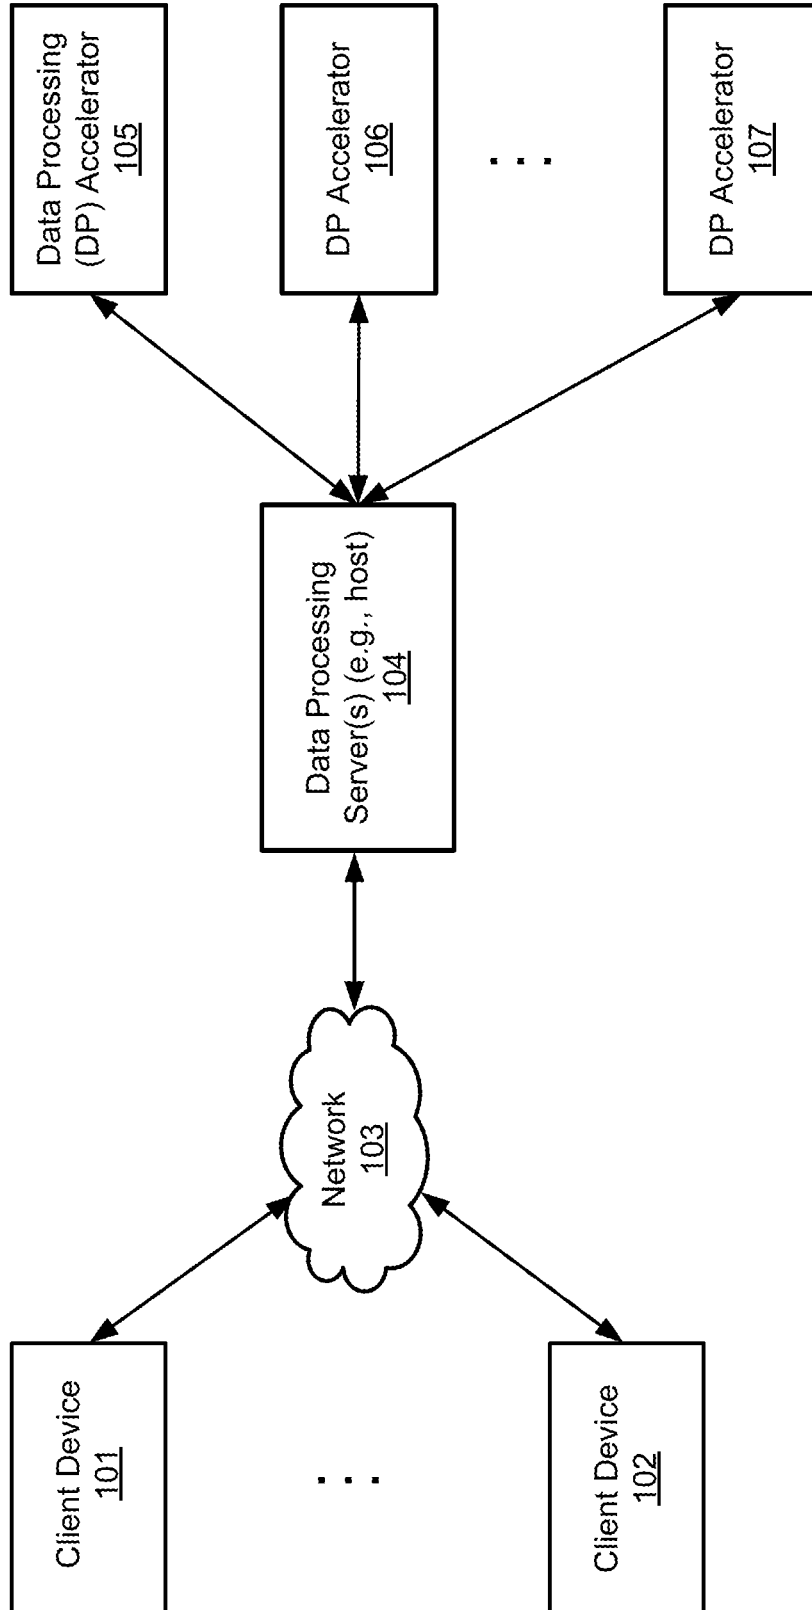 Client Device
101
. . .
Client Device
102
Network
103
Data Processing
Server(s) (e.g., host)
104
Data Processing
(DP) Accelerator
105
DP Accelerator
106
. . .
DP Accelerator
107